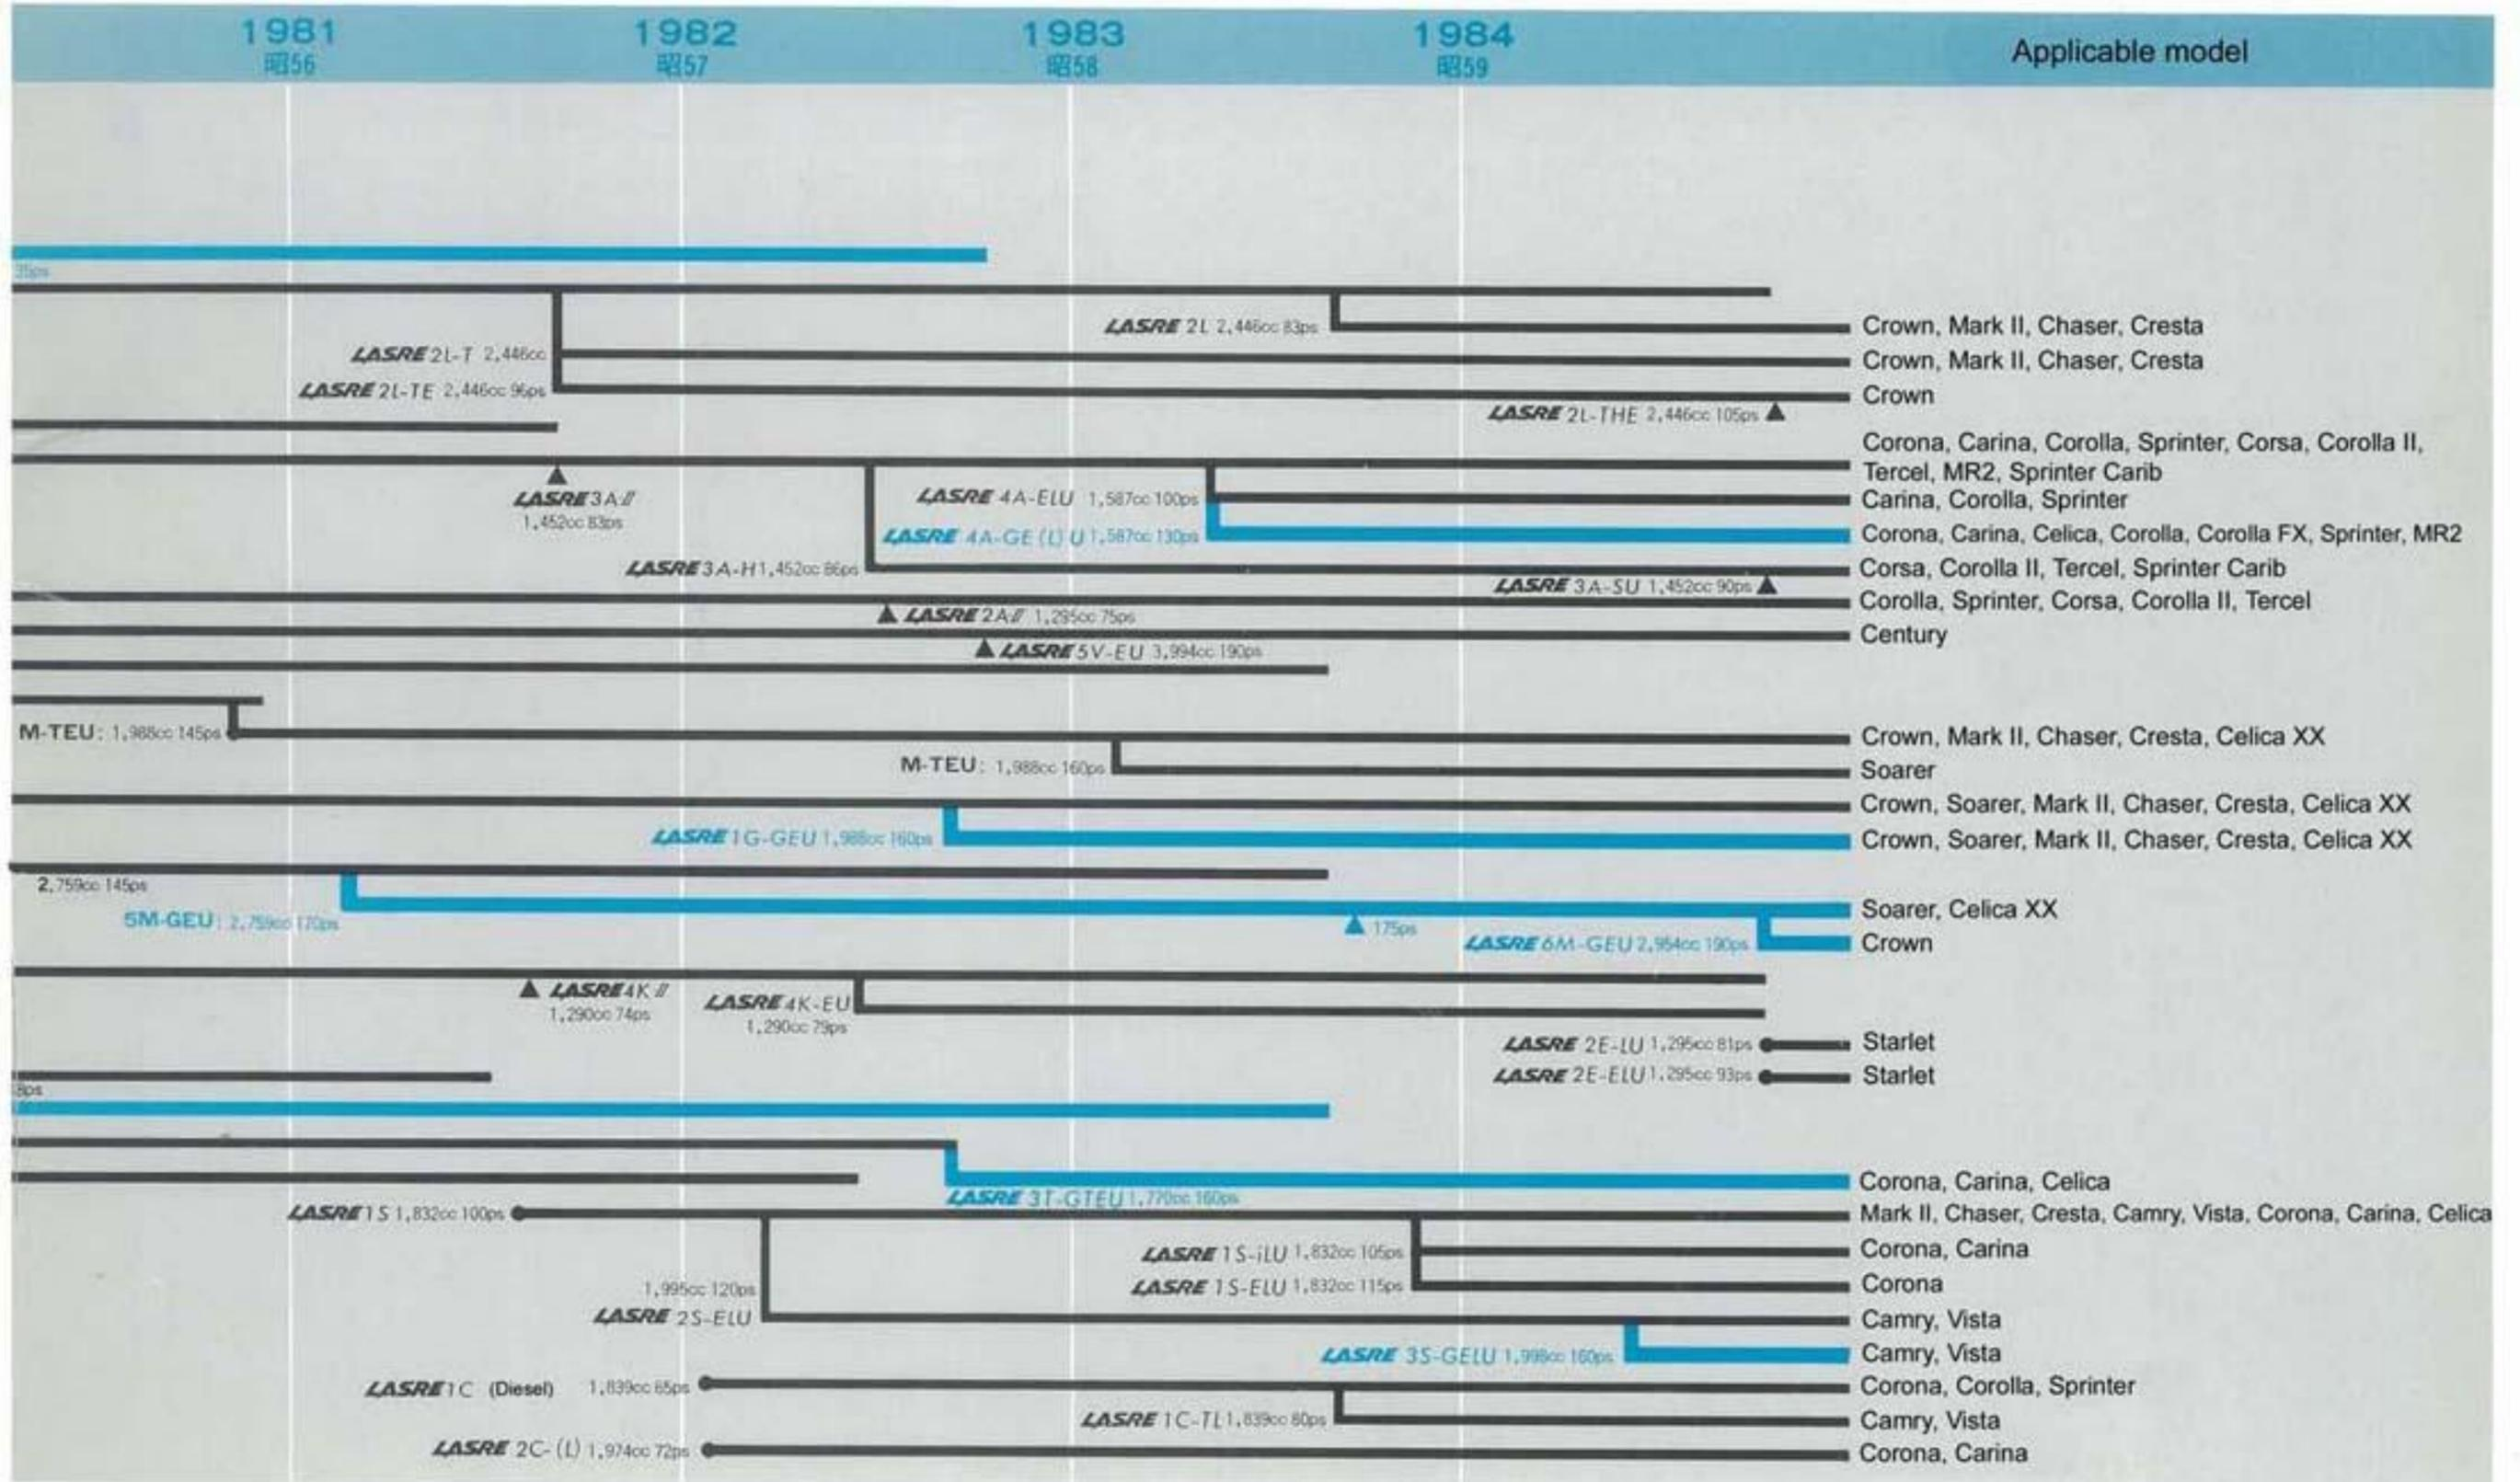 1981 1982 1983 1984 Applicable model
昭56 昭57 昭58 昭59
35ps
LASRE 2L 2,446cc 83ps Crown, Mark II, Chaser, Cresta
LASRE 2L-T 2,446cc Crown, Mark II, Chaser, Cresta
LASRE 2L-TE 2,446cc 96ps Crown
LASRE 2L-THE 2,446cc 105ps ▲
Corona, Carina, Corolla, Sprinter, Corsa, Corolla II,
Tercel, MR2, Sprinter Carib
▲ LASRE 3A-II
1,452cc 83ps
LASRE 4A-ELU 1,587cc 100ps Carina, Corolla, Sprinter
LASRE 4A-GE (L) U 1,587cc 130ps Corona, Carina, Celica, Corolla, Corolla FX, Sprinter, MR2
LASRE 3A-H 1,452cc 86ps Corsa, Corolla II, Tercel, Sprinter Carib
LASRE 3A-SU 1,452cc 90ps ▲
Corolla, Sprinter, Corsa, Corolla II, Tercel
▲ LASRE 2A-II 1,295cc 75ps
Century
▲ LASRE 5V-EU 3,994cc 190ps
M-TEU: 1,988cc 145ps Crown, Mark II, Chaser, Cresta, Celica XX
M-TEU: 1,988cc 160ps Soarer
Crown, Soarer, Mark II, Chaser, Cresta, Celica XX
LASRE 1G-GEU 1,988cc 160ps Crown, Soarer, Mark II, Chaser, Cresta, Celica XX
2,759cc 145ps
5M-GEU: 2,759cc 170ps Soarer, Celica XX
▲ 175ps
LASRE 6M-GEU 2,954cc 190ps Crown
▲ LASRE 4K-II
1,290cc 74ps
LASRE 4K-EU
1,290cc 79ps
LASRE 2E-LU 1,295cc 81ps Starlet
LASRE 2E-ELU 1,295cc 93ps Starlet
8ps
Corona, Carina, Celica
LASRE 3T-GTEU 1,770cc 160ps
LASRE 1S 1,832cc 100ps Mark II, Chaser, Cresta, Camry, Vista, Corona, Carina, Celica
LASRE 1S-iLU 1,832cc 105ps Corona, Carina
LASRE 1S-ELU 1,832cc 115ps Corona
1,995cc 120ps
LASRE 2S-ELU Camry, Vista
LASRE 3S-GELU 1,998cc 160ps Camry, Vista
LASRE 1C (Diesel) 1,839cc 65ps Corona, Corolla, Sprinter
LASRE 1C-TL 1,839cc 80ps Camry, Vista
LASRE 2C-(L) 1,974cc 72ps Corona, Carina